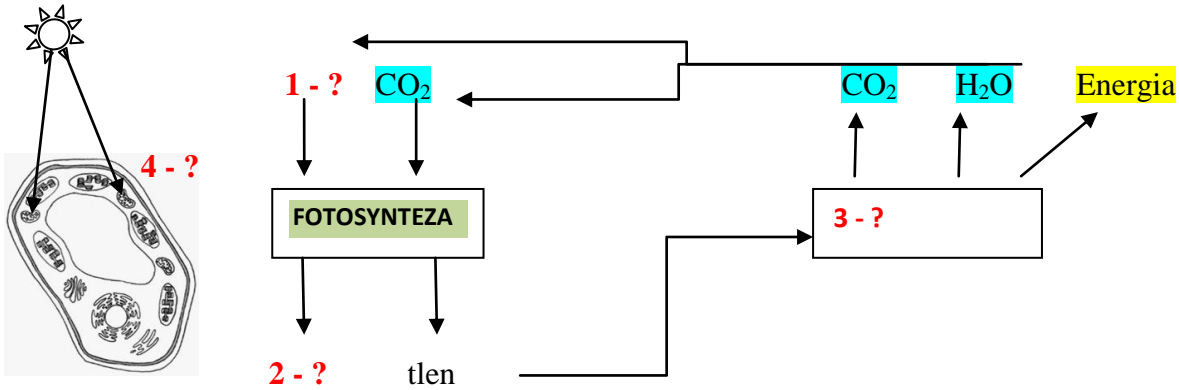 1 - ? CO₂ CO₂ H₂O Energia
4 - ?
FOTOSYNTEZA 3 - ?
2 - ? tlen